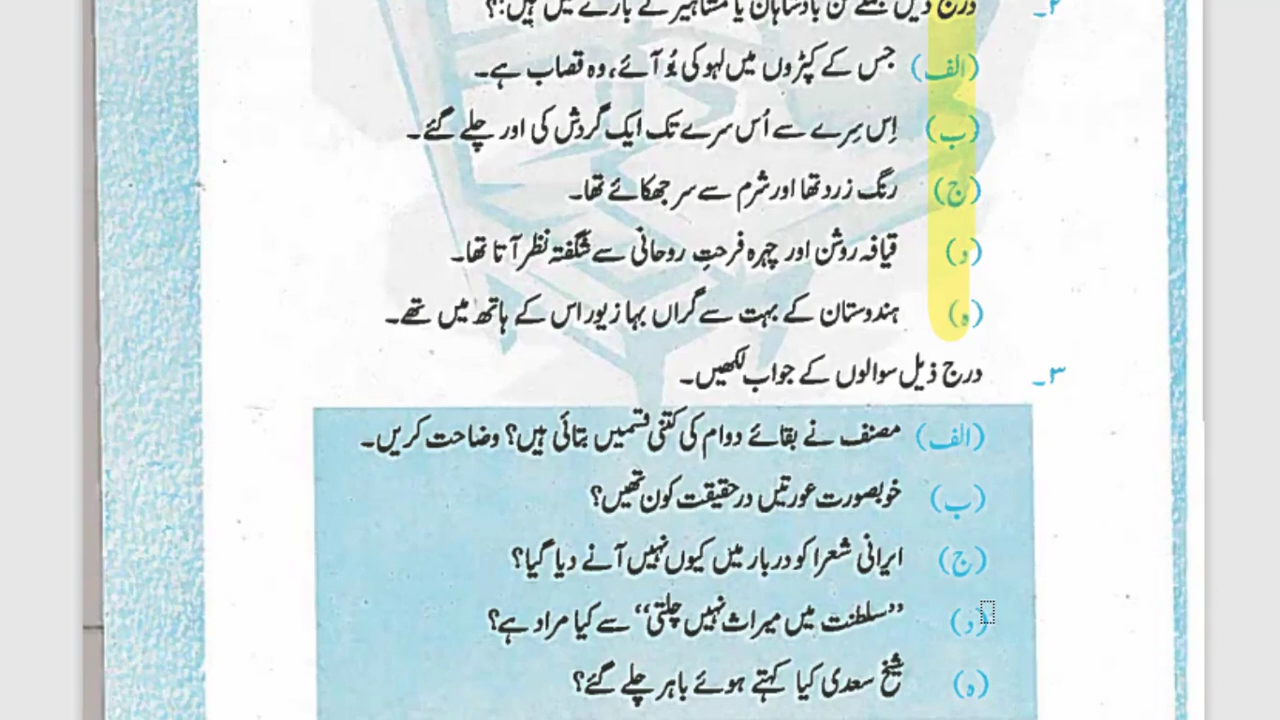 ۲۔ درج ذیل جملے کن بادشاہان یا مشاہیر کے بارے میں ہیں؟
(الف) جس کے کپڑوں میں لہو کی بُو آئے، وہ قصاب ہے۔
(ب) اِس سِرے سے اُس سرے تک ایک گردش کی اور چلے گئے۔
(ج) رنگ زرد تھا اور شرم سے سر جھکائے تھا۔
(د) قیافہ روشن اور چہرہ فرحتِ روحانی سے شگفتہ نظر آتا تھا۔
(ہ) ہندوستان کے بہت سے گراں بہا زیور اس کے ہاتھ میں تھے۔
۳۔ درج ذیل سوالوں کے جواب لکھیں۔
(الف) مصنف نے بقائے دوام کی کتنی قسمیں بتائی ہیں؟ وضاحت کریں۔
(ب) خوبصورت عورتیں درحقیقت کون تھیں؟
(ج) ایرانی شعرا کو دربار میں کیوں نہیں آنے دیا گیا؟
(د) ”سلطنت میں میراث نہیں چلتی“ سے کیا مراد ہے؟
(ہ) شیخ سعدی کیا کہتے ہوئے باہر چلے گئے؟